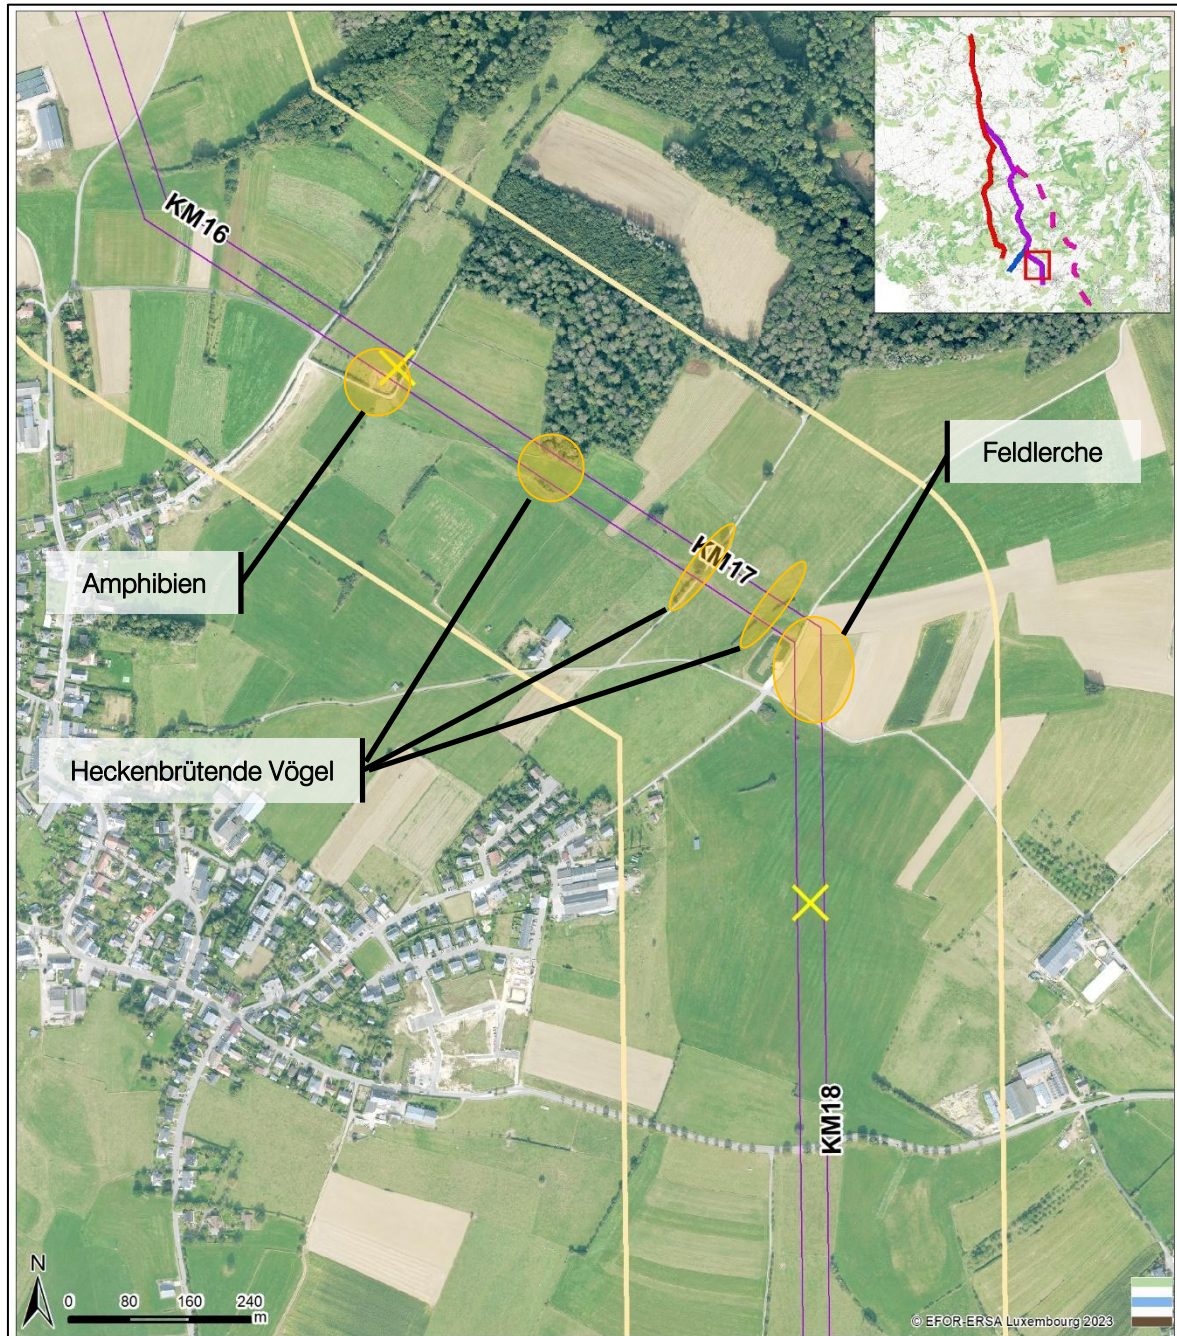 KM16
Feldlerche
KM17
Amphibien
Heckenbrütende Vögel
KM18
N
0 80 160 240
m
© EFOR-ERSA Luxembourg 2023